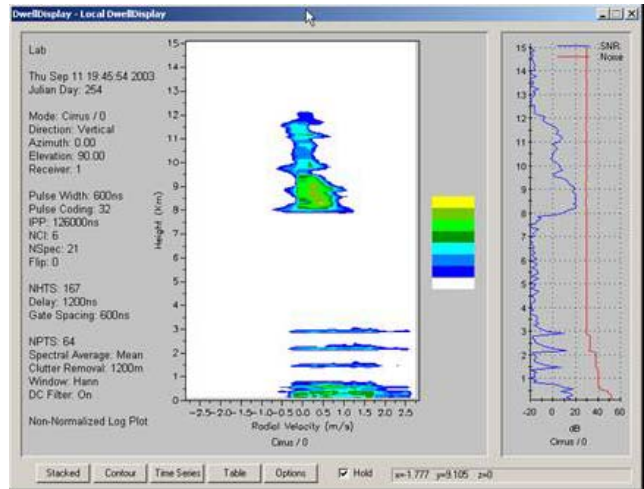 DwellDisplay - Local DwellDisplay
Lab
Thu Sep 11 19:45:54 2003
Julian Day: 254
Mode: Cirrus / 0
Direction: Vertical
Azimuth: 0.00
Elevation: 90.00
Receiver: 1
Pulse Width: 600ns
Pulse Coding: 32
IPP: 126000ns
NCI: 6
NSpec: 21
Flip: 0
NHTS: 167
Delay: 1200ns
Gate Spacing: 600ns
NPTS: 64
Spectral Average: Mean
Clutter Removal: 1200m
Window: Hann
DC Filter: On
Non-Normalized Log Plot
15
14
13
12
11
10
9
8
7
6
5
4
3
2
1
0
Height (Km)
-2.5 -2.0 -1.5 -1.0 -0.5 0.0 0.5 1.0 1.5 2.0 2.5
Radial Velocity (m/s)
Cirrus / 0
SNR
Noise
15
14
13
12
11
10
9
8
7
6
5
4
3
2
1
-20 0 20 40 60
dB
Cirrus / 0
Stacked Contour Time Series Table Options Hold x=-1.777 y=9.105 z=0